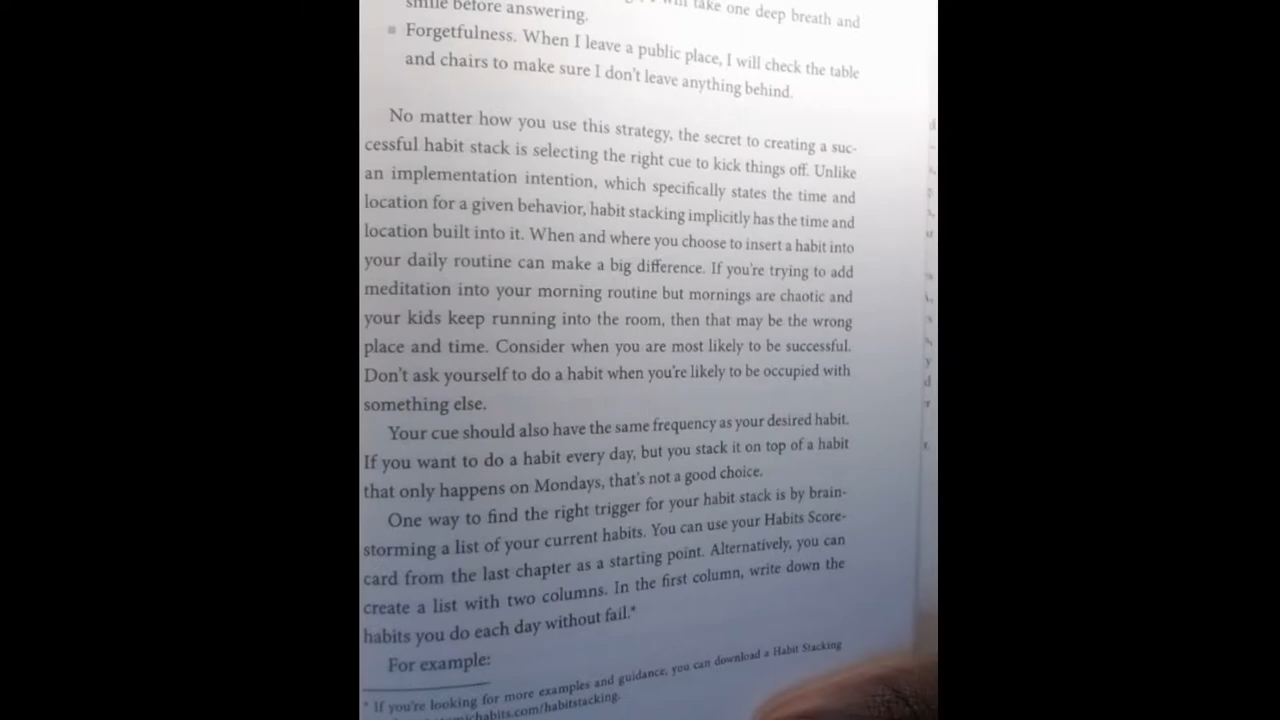 will take one deep breath and
smile before answering.
▪ Forgetfulness. When I leave a public place, I will check the table
and chairs to make sure I don't leave anything behind.
No matter how you use this strategy, the secret to creating a suc-
cessful habit stack is selecting the right cue to kick things off. Unlike
an implementation intention, which specifically states the time and
location for a given behavior, habit stacking implicitly has the time and
location built into it. When and where you choose to insert a habit into
your daily routine can make a big difference. If you're trying to add
meditation into your morning routine but mornings are chaotic and
your kids keep running into the room, then that may be the wrong
place and time. Consider when you are most likely to be successful.
Don't ask yourself to do a habit when you're likely to be occupied with
something else.
Your cue should also have the same frequency as your desired habit.
If you want to do a habit every day, but you stack it on top of a habit
that only happens on Mondays, that's not a good choice.
One way to find the right trigger for your habit stack is by brain-
storming a list of your current habits. You can use your Habits Score-
card from the last chapter as a starting point. Alternatively, you can
create a list with two columns. In the first column, write down the
habits you do each day without fail.*
For example:
* If you're looking for more examples and guidance, you can download a Habit Stacking
michabits.com/habitstacking.